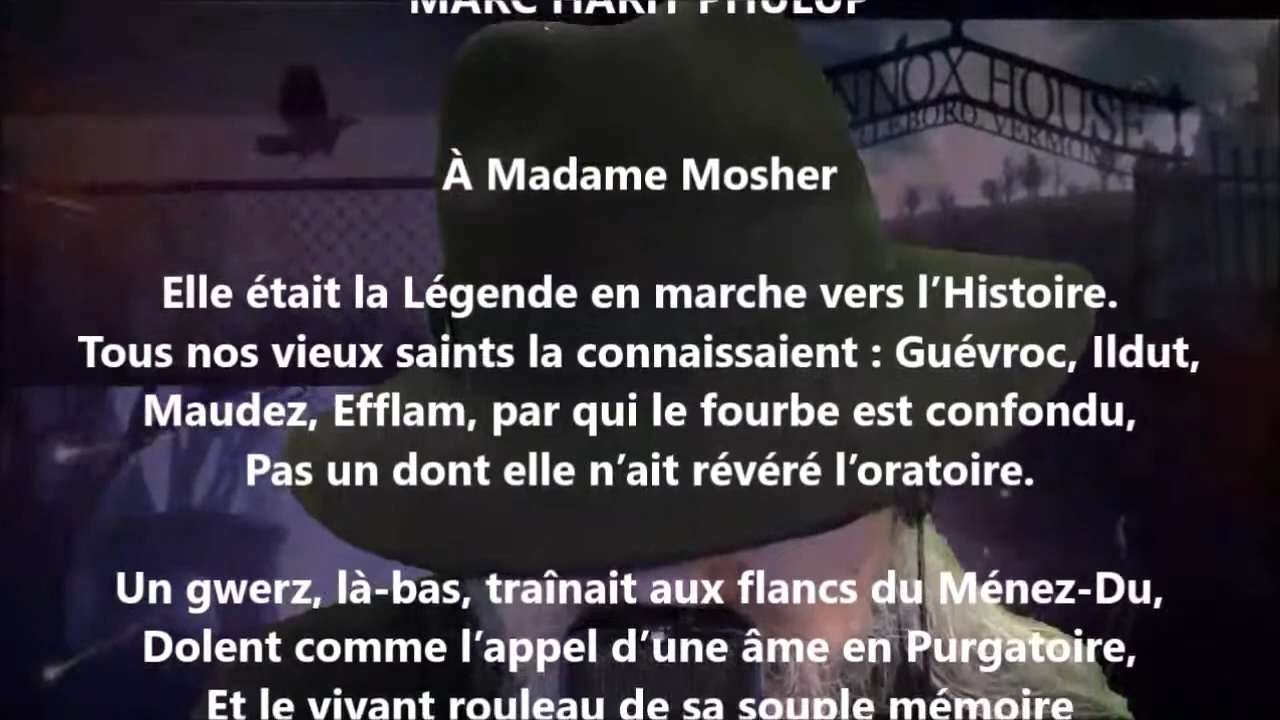 À Madame Mosher
Elle était la Légende en marche vers l’Histoire.
Tous nos vieux saints la connaissaient : Guévroc, Ildut,
Maudez, Efflam, par qui le fourbe est confondu,
Pas un dont elle n’ait révéré l’oratoire.
Un gwerz, là-bas, traînait aux flancs du Ménez-Du,
Dolent comme l’appel d’une âme en Purgatoire,
Et le vivant rouleau de sa souple mémoire
NNOX HOUSE
VERMON